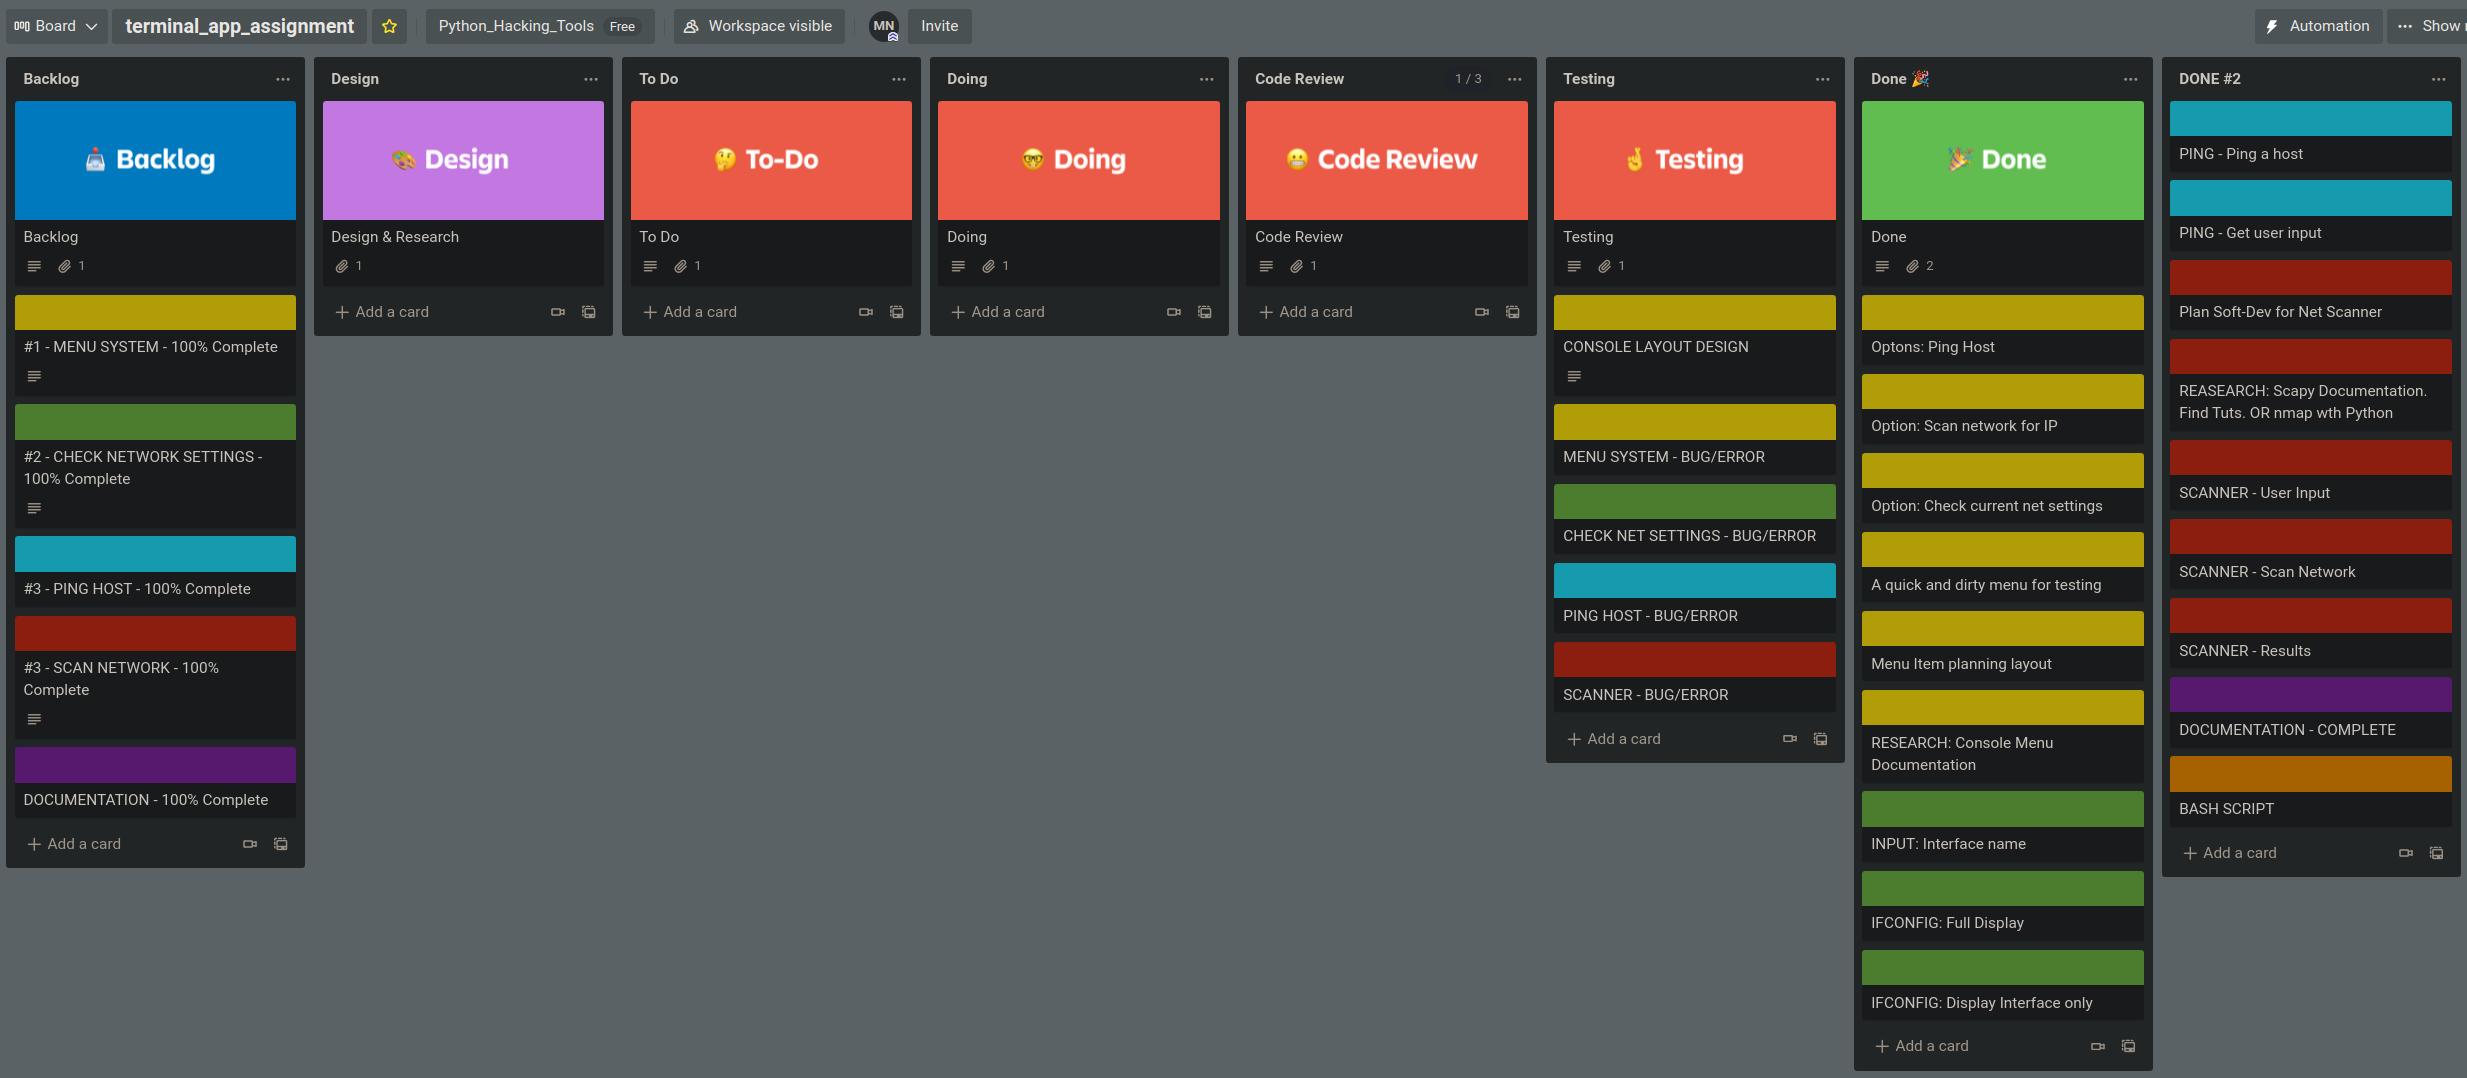 Board
terminal_app_assignment
Python_Hacking_Tools Free
Workspace visible
MN
Invite
Automation
Show
Backlog
Backlog
Backlog
1
#1 - MENU SYSTEM - 100% Complete
#2 - CHECK NETWORK SETTINGS -
100% Complete
#3 - PING HOST - 100% Complete
#3 - SCAN NETWORK - 100%
Complete
DOCUMENTATION - 100% Complete
Add a card
Design
Design
Design & Research
1
Add a card
To Do
To-Do
To Do
1
Add a card
Doing
Doing
Doing
1
Add a card
Code Review
1 / 3
Code Review
Code Review
1
Add a card
Testing
Testing
Testing
1
CONSOLE LAYOUT DESIGN
MENU SYSTEM - BUG/ERROR
CHECK NET SETTINGS - BUG/ERROR
PING HOST - BUG/ERROR
SCANNER - BUG/ERROR
Add a card
Done 🎉
Done
Done
2
Optons: Ping Host
Option: Scan network for IP
Option: Check current net settings
A quick and dirty menu for testing
Menu Item planning layout
RESEARCH: Console Menu
Documentation
INPUT: Interface name
IFCONFIG: Full Display
IFCONFIG: Display Interface only
Add a card
DONE #2
PING - Ping a host
PING - Get user input
Plan Soft-Dev for Net Scanner
REASEARCH: Scapy Documentation.
Find Tuts. OR nmap wth Python
SCANNER - User Input
SCANNER - Scan Network
SCANNER - Results
DOCUMENTATION - COMPLETE
BASH SCRIPT
Add a card